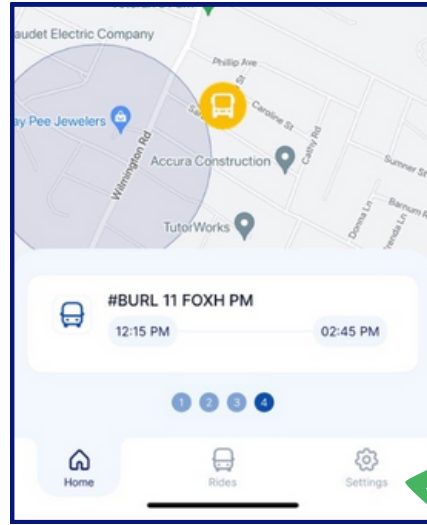 audet Electric Company
Phillip Ave
Caroline St
ay Pee Jewelers
Wilmington Rd
Accura Construction
Cathy Rd
Sumner St
TutorWorks
Donna Ln
Barnum R
renda Ln
#BURL 11 FOXH PM
12:15 PM
02:45 PM
1 2 3 4
Home
Rides
Settings